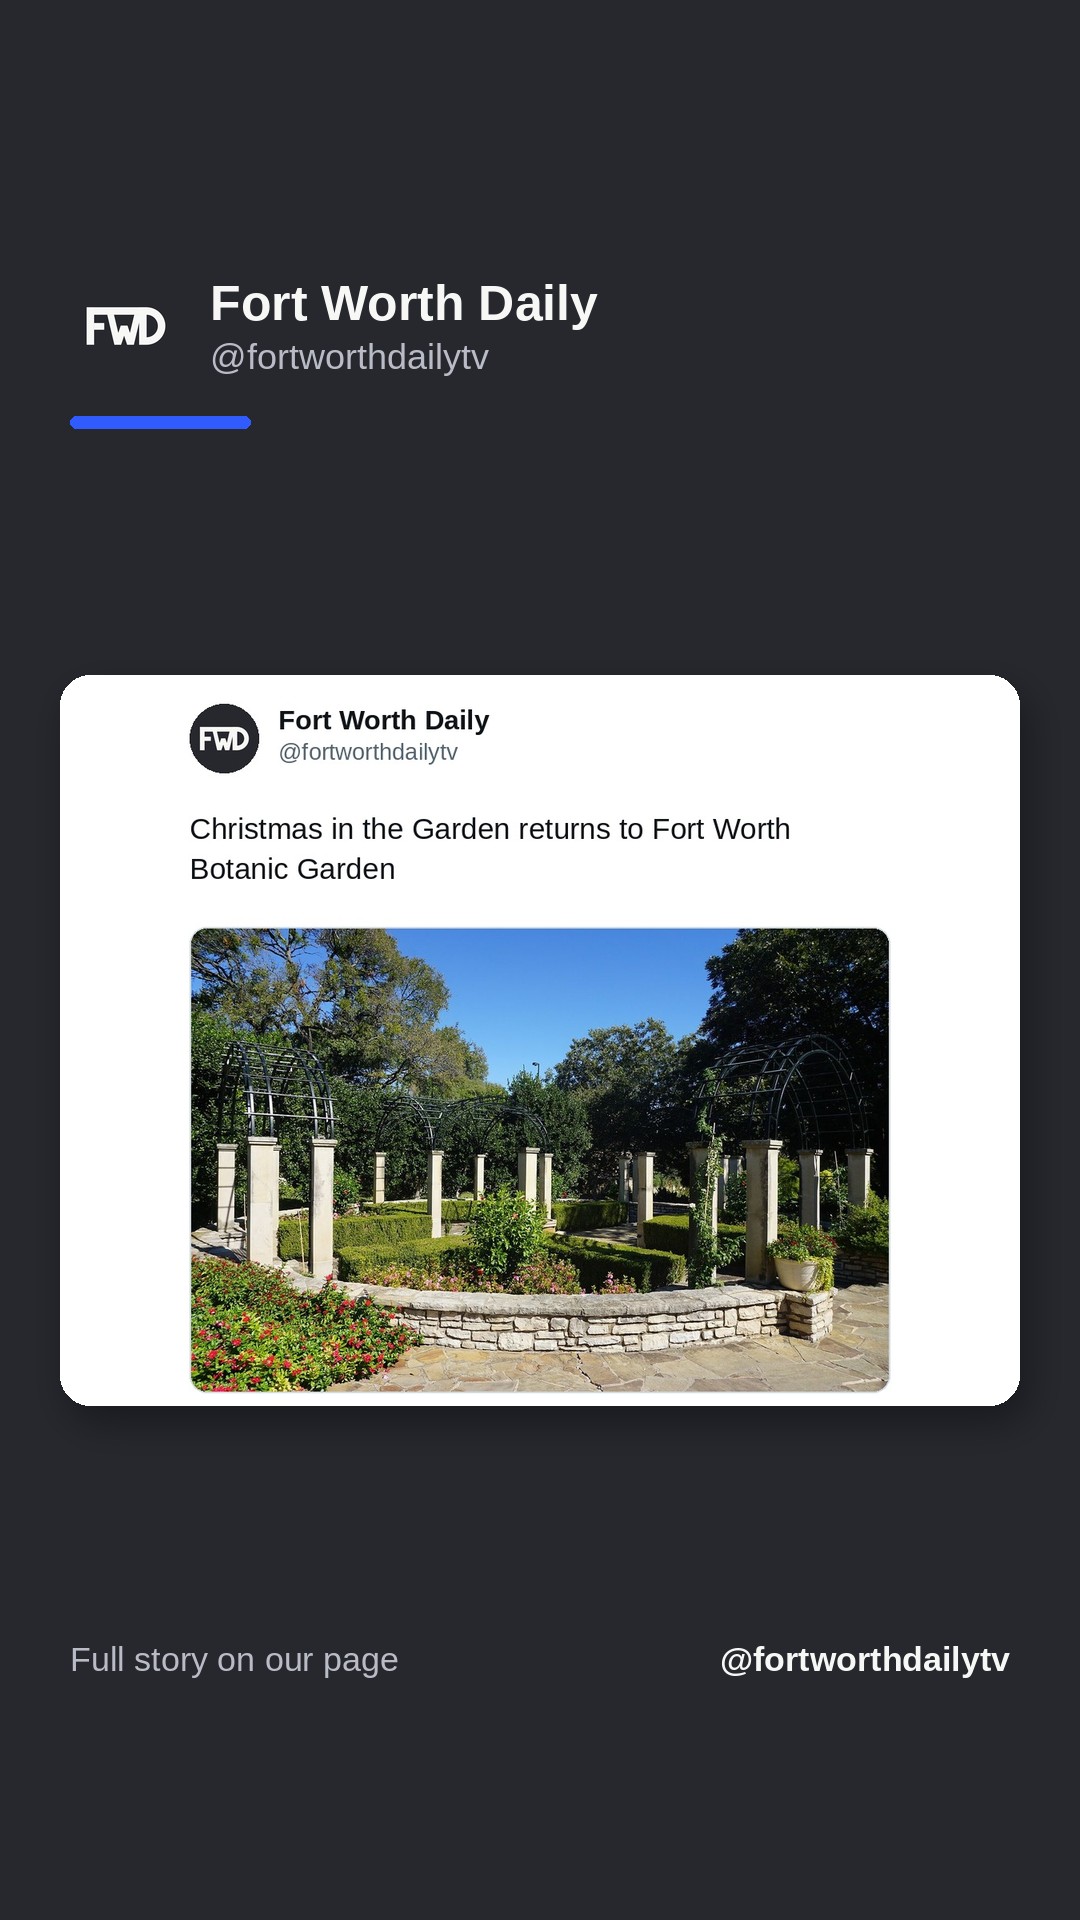 FWD
Fort Worth Daily
@fortworthdailytv
FWD
Fort Worth Daily
@fortworthdailytv
Christmas in the Garden returns to Fort Worth
Botanic Garden
Full story on our page
@fortworthdailytv